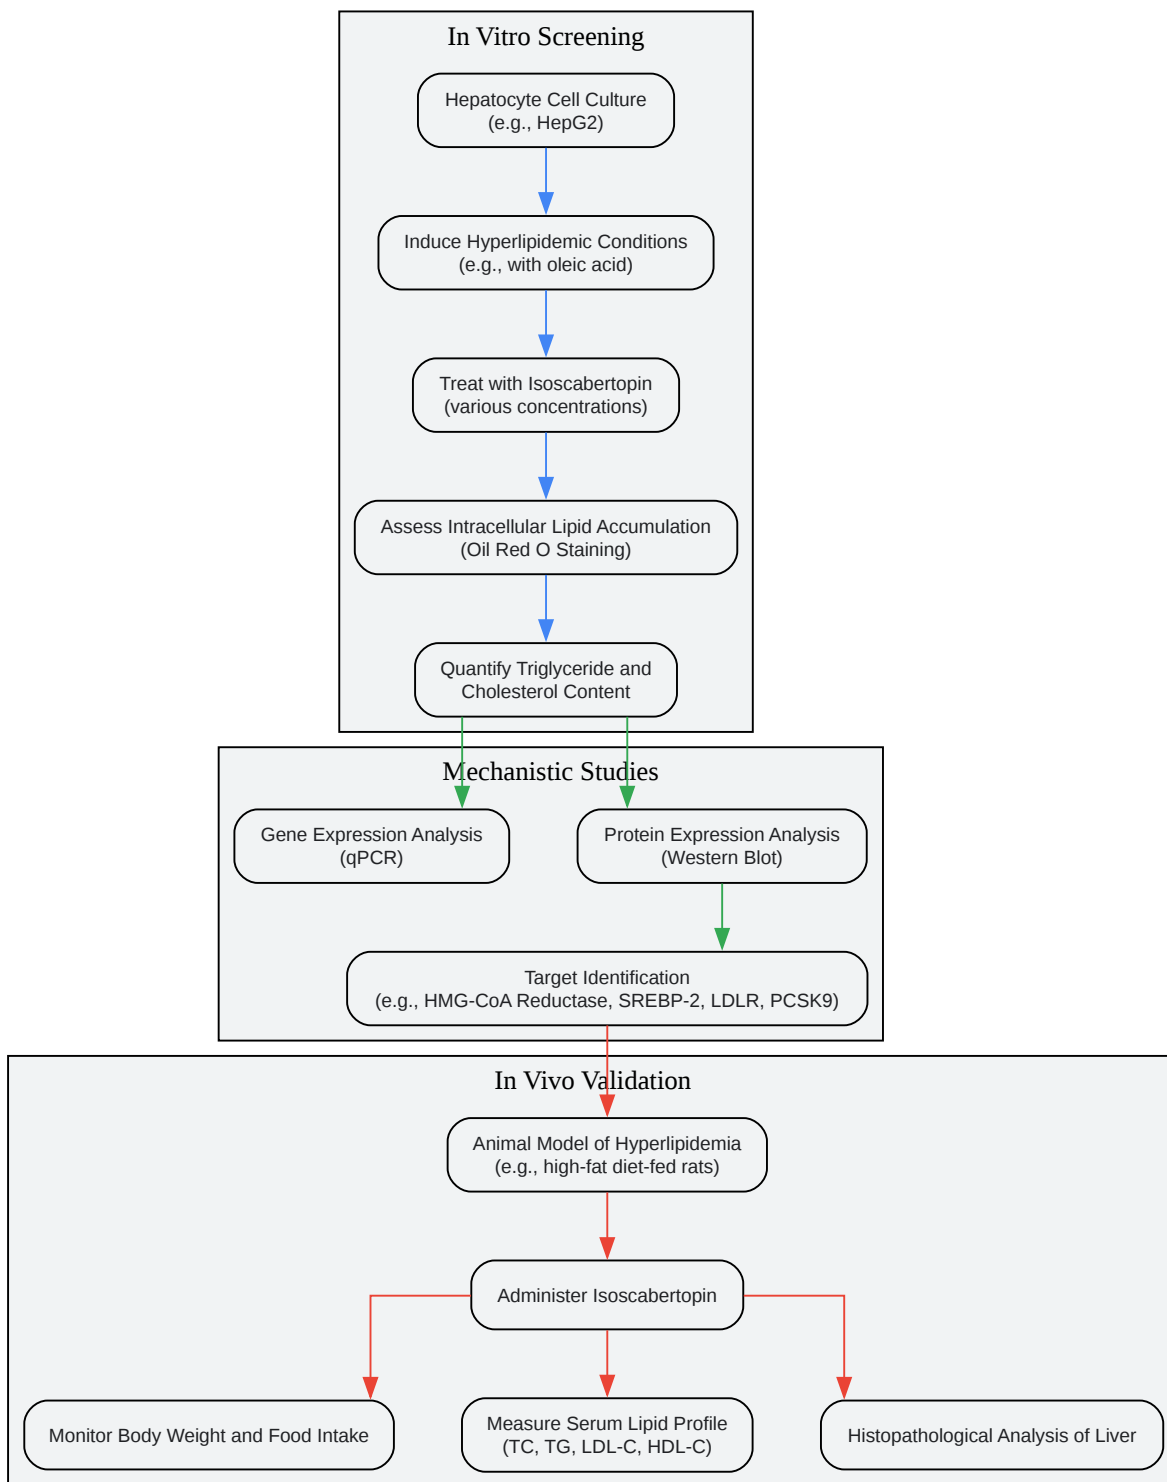 In Vitro Screening
Hepatocyte Cell Culture
(e.g., HepG2)
Induce Hyperlipidemic Conditions
(e.g., with oleic acid)
Treat with Isoscabertopin
(various concentrations)
Assess Intracellular Lipid Accumulation
(Oil Red O Staining)
Quantify Triglyceride and
Cholesterol Content
Mechanistic Studies
Gene Expression Analysis
(qPCR)
Protein Expression Analysis
(Western Blot)
Target Identification
(e.g., HMG-CoA Reductase, SREBP-2, LDLR, PCSK9)
In Vivo Validation
Animal Model of Hyperlipidemia
(e.g., high-fat diet-fed rats)
Administer Isoscabertopin
Monitor Body Weight and Food Intake
Measure Serum Lipid Profile
(TC, TG, LDL-C, HDL-C)
Histopathological Analysis of Liver